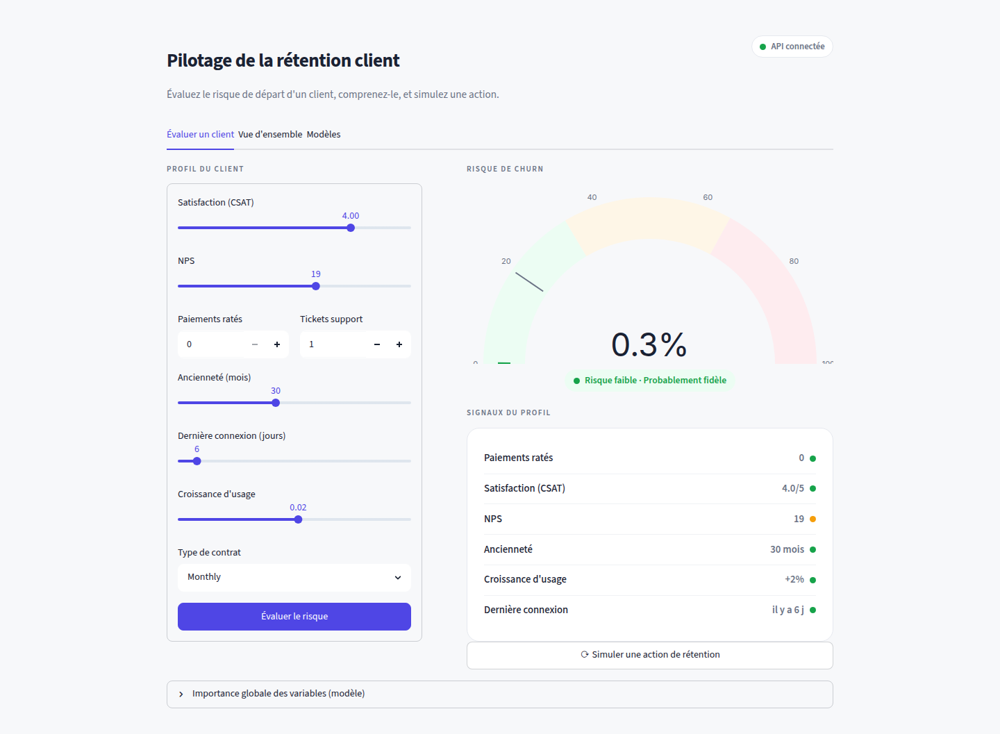 API connectée
Pilotage de la rétention client
Évaluez le risque de départ d'un client, comprenez-le, et simulez une action.
Évaluer un client Vue d'ensemble Modèles
PROFIL DU CLIENT
Satisfaction (CSAT)
4.00
NPS
19
Paiements ratés Tickets support
0 1
Ancienneté (mois)
30
Dernière connexion (jours)
6
Croissance d'usage
0.02
Type de contrat
Monthly
Évaluer le risque
RISQUE DE CHURN
40 60
20 80
0.3%
0 100
Risque faible · Probablement fidèle
SIGNAUX DU PROFIL
Paiements ratés 0
Satisfaction (CSAT) 4.0/5
NPS 19
Ancienneté 30 mois
Croissance d'usage +2%
Dernière connexion il y a 6 j
Simuler une action de rétention
Importance globale des variables (modèle)